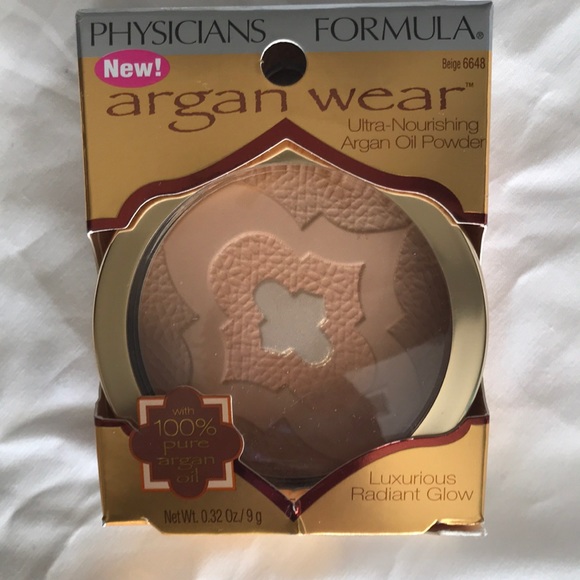 PHYSICIANS FORMULA®
New!
Beige 6648
argan wear™
Ultra-Nourishing
Argan Oil Powder
with
100%
pure
argan
oil
Luxurious
Radiant Glow
Net Wt. 0.32 Oz./9 g